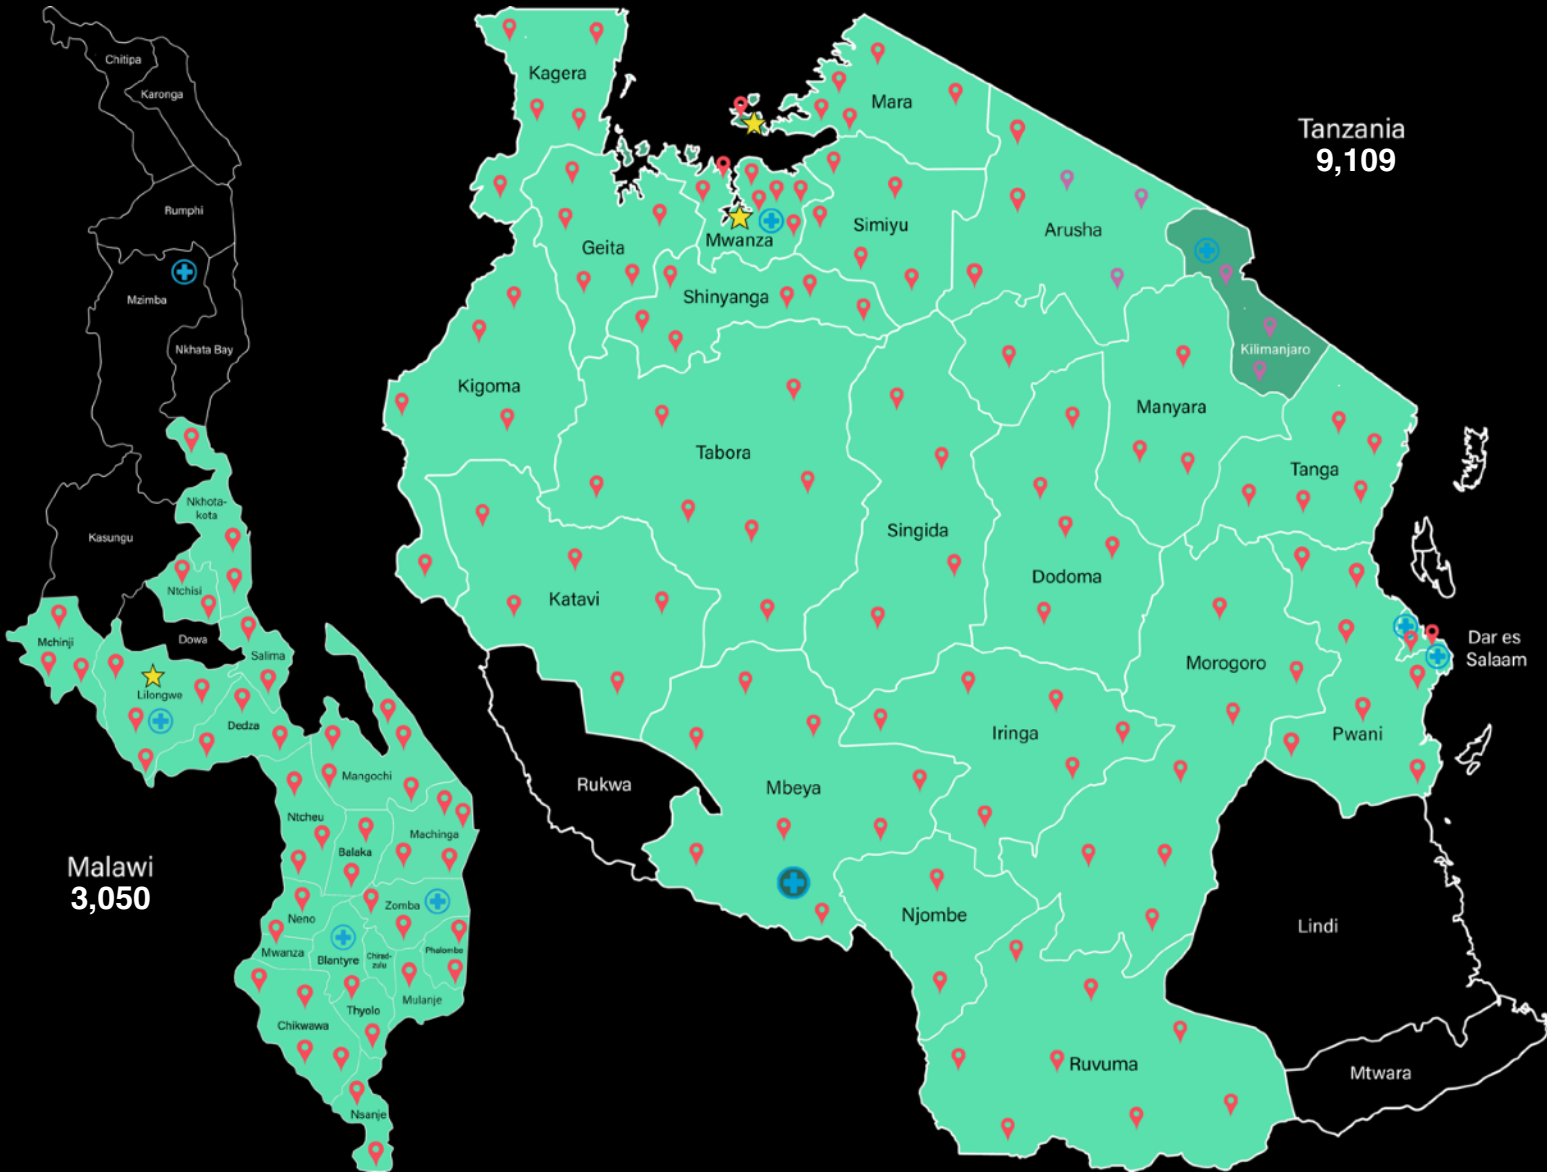 Chitipa
Karonga
Rumphi
Mzimba
Nkhata Bay
Nkhota-
kota
Kasungu
Ntchisi
Dowa
Mchinji
Salima
Lilongwe
Dedza
Mangochi
Ntcheu
Machinga
Balaka
Malawi
3,050
Zomba
Neno
Mwanza
Blantyre
Chirad-
zulu
Phalombe
Mulanje
Thyolo
Chikwawa
Nsanje
Kagera
Mara
Tanzania
9,109
Simiyu
Arusha
Mwanza
Geita
Shinyanga
Kilimanjaro
Kigoma
Manyara
Tabora
Tanga
Singida
Dodoma
Katavi
Dar es
Salaam
Morogoro
Iringa
Pwani
Rukwa
Mbeya
Njombe
Lindi
Ruvuma
Mtwara